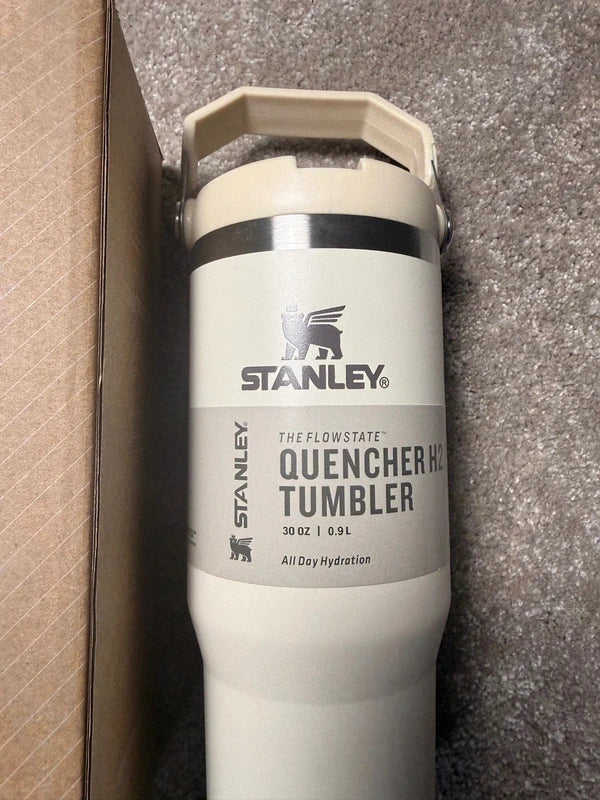 STANLEY®
STANLEY®
THE FLOWSTATE™
QUENCHER H2
TUMBLER
30 OZ | 0.9 L
All Day Hydration